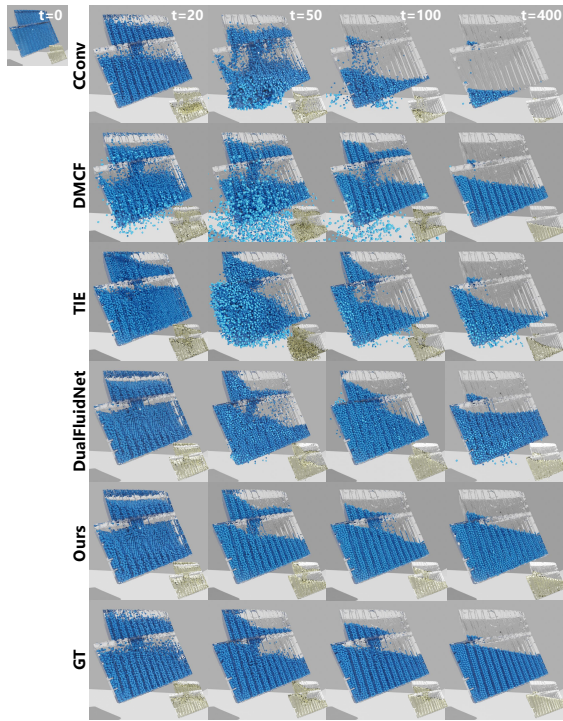 t=0
t=20
t=50
t=100
t=400
CConv
DMCF
TIE
DualFluidNet
Ours
GT